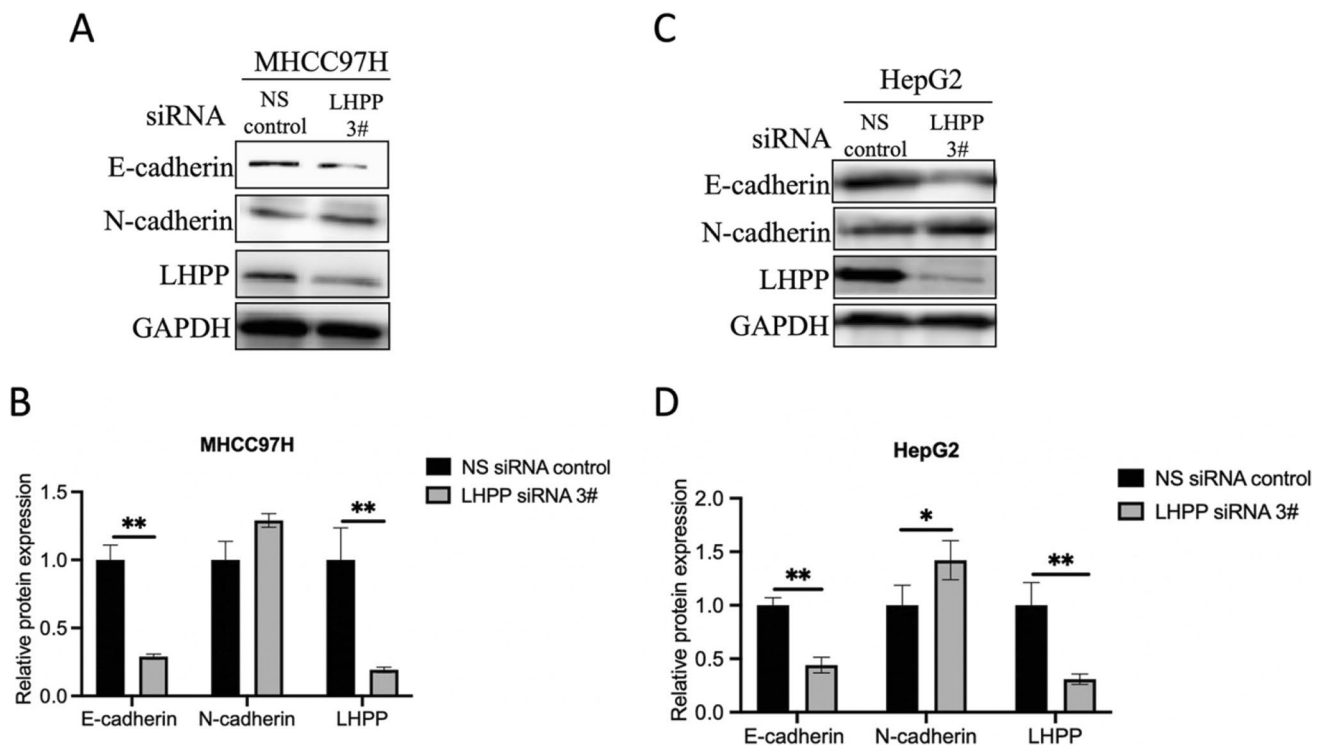 A
MHCC97H
siRNA
NS control
LHPP 3#
E-cadherin
N-cadherin
LHPP
GAPDH
C
HepG2
siRNA
NS control
LHPP 3#
E-cadherin
N-cadherin
LHPP
GAPDH
B
MHCC97H
NS siRNA control
LHPP siRNA 3#
Relative protein expression
1.5
1.0
0.5
0.0
**
**
E-cadherin
N-cadherin
LHPP
D
HepG2
NS siRNA control
LHPP siRNA 3#
Relative protein expression
2.0
1.5
1.0
0.5
0.0
**
*
**
E-cadherin
N-cadherin
LHPP